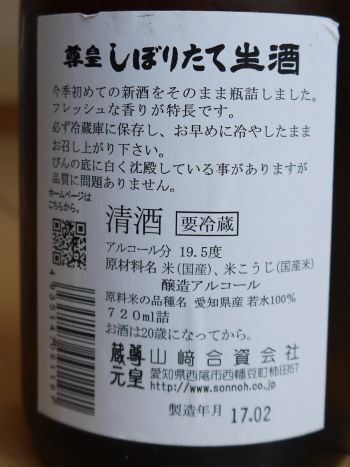 尊皇 しぼりたて生酒
今季初めての新酒をそのまま瓶詰しました。
フレッシュな香りが特長です。
必ず冷蔵庫に保存し、お早めに冷やしたまま
お召し上がり下さい。
びんの底に白く沈殿している事がありますが
品質に問題ありません。
ホームページは
こちらから。
清酒 要冷蔵
アルコール分 19.5度
原材料名 米(国産)、米こうじ(国産米)
醸造アルコール
原料米の品種名 愛知県産 若水100%
720ml詰
お酒は20歳になってから。
尊皇蔵元 山﨑合資会社
愛知県西尾市西幡豆町柿田57
http://www.sonnoh.co.jp
製造年月 17.02